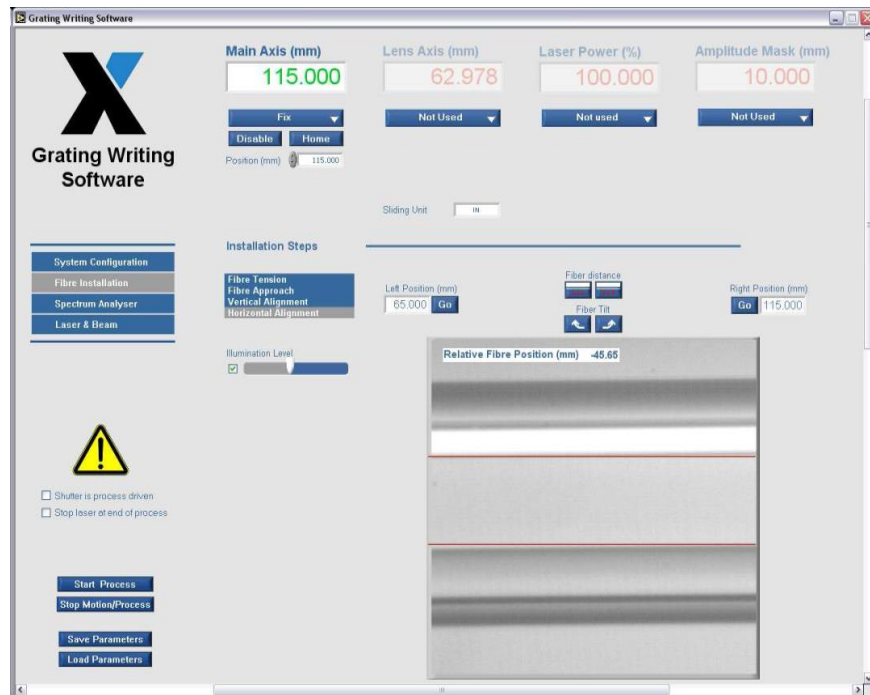 Grating Writing Software
Main Axis (mm)
Lens Axis (mm)
Laser Power (%)
Amplitude Mask (mm)
115.000
62.978
100.000
10.000
Fix
Not Used
Not used
Not Used
Disable
Home
Position (mm)
115.000
Grating Writing
Software
Sliding Unit
IN
Installation Steps
System Configuration
Fibre Installation
Spectrum Analyser
Laser & Beam
Fibre Tension
Fibre Approach
Vertical Alignment
Horizontal Alignment
Left Position (mm)
65.000
Go
Fiber distance
Fiber Tilt
Right Position (mm)
Go
115.000
Illumination Level
Relative Fibre Position (mm) -45.65
Shutter is process driven
Stop laser at end of process
Start Process
Stop Motion/Process
Save Parameters
Load Parameters